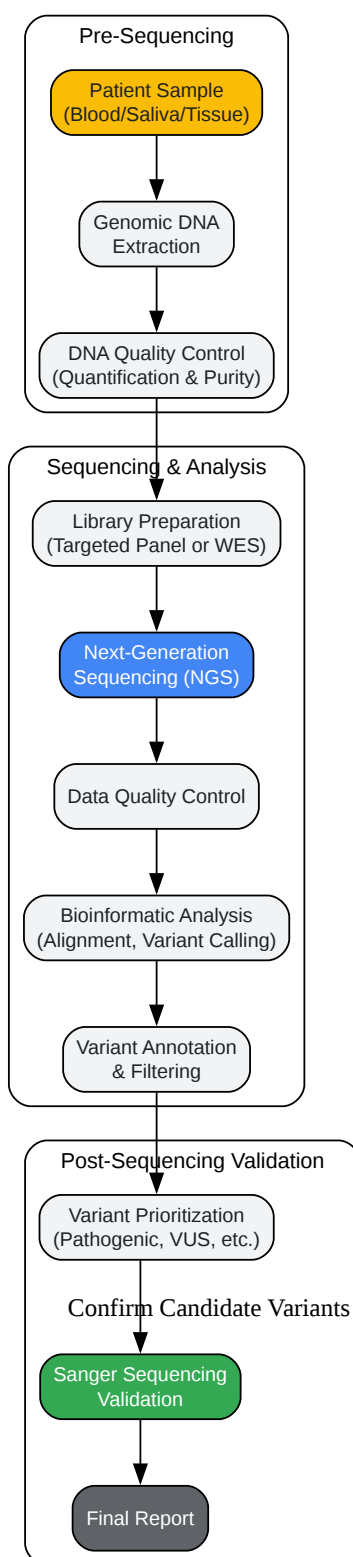 Pre-Sequencing
Patient Sample
(Blood/Saliva/Tissue)
Genomic DNA
Extraction
DNA Quality Control
(Quantification & Purity)
Sequencing & Analysis
Library Preparation
(Targeted Panel or WES)
Next-Generation
Sequencing (NGS)
Data Quality Control
Bioinformatic Analysis
(Alignment, Variant Calling)
Variant Annotation
& Filtering
Post-Sequencing Validation
Variant Prioritization
(Pathogenic, VUS, etc.)
Confirm Candidate Variants
Sanger Sequencing
Validation
Final Report